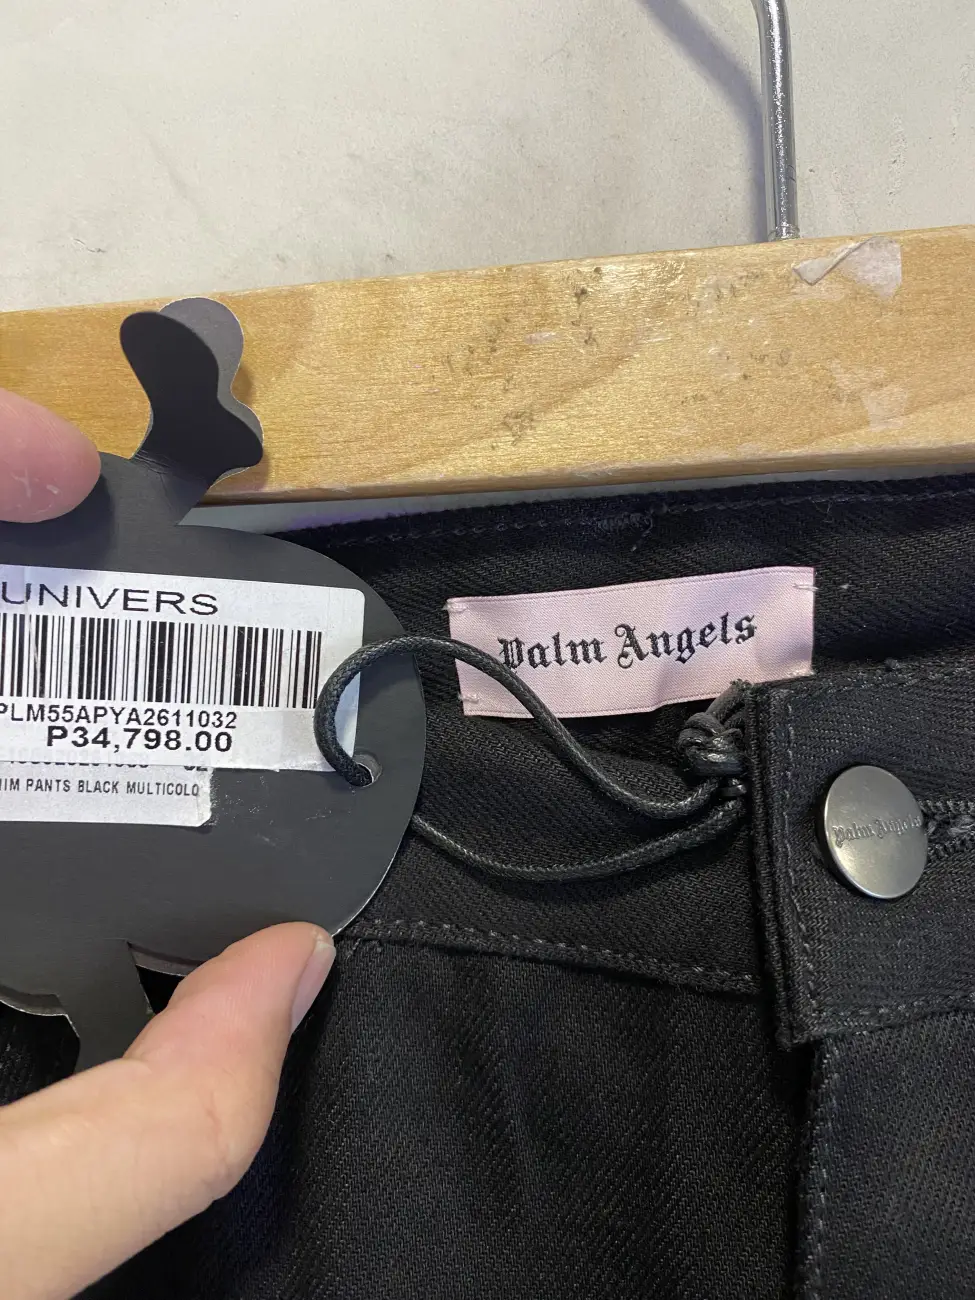 UNIVERS
PLM55APYA2611032
P34,798.00
PANTS BLACK MULTICOLO
Palm Angels
Palm Angels